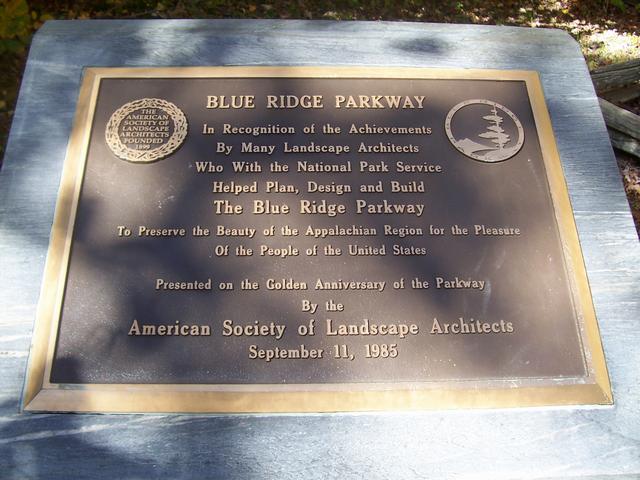 BLUE RIDGE PARKWAY
THE
AMERICAN
SOCIETY OF
LANDSCAPE
ARCHITECTS
FOUNDED
1899
In Recognition of the Achievements
By Many Landscape Architects
Who With the National Park Service
Helped Plan, Design and Build
The Blue Ridge Parkway
To Preserve the Beauty of the Appalachian Region for the Pleasure
Of the People of the United States
Presented on the Golden Anniversary of the Parkway
By the
American Society of Landscape Architects
September 11, 1985